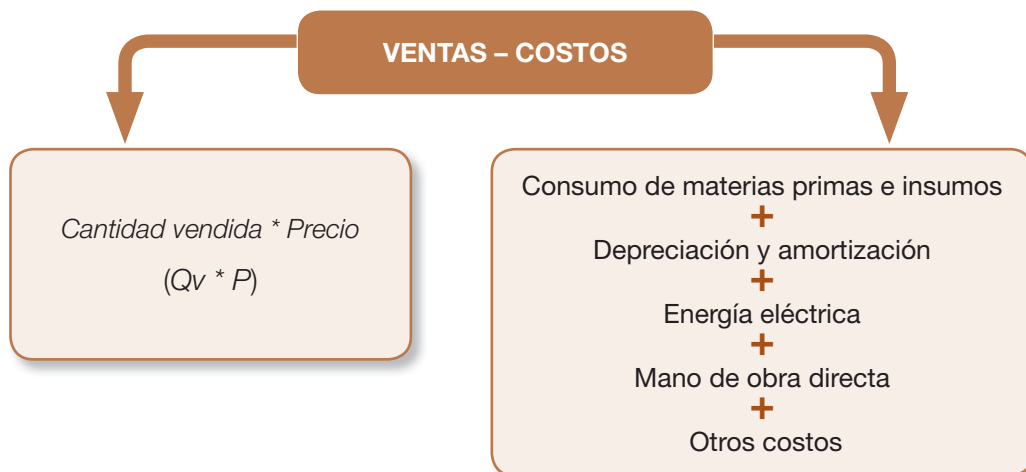 VENTAS – COSTOS
Cantidad vendida * Precio
(Qv * P)
Consumo de materias primas e insumos
+
Depreciación y amortización
+
Energía eléctrica
+
Mano de obra directa
+
Otros costos